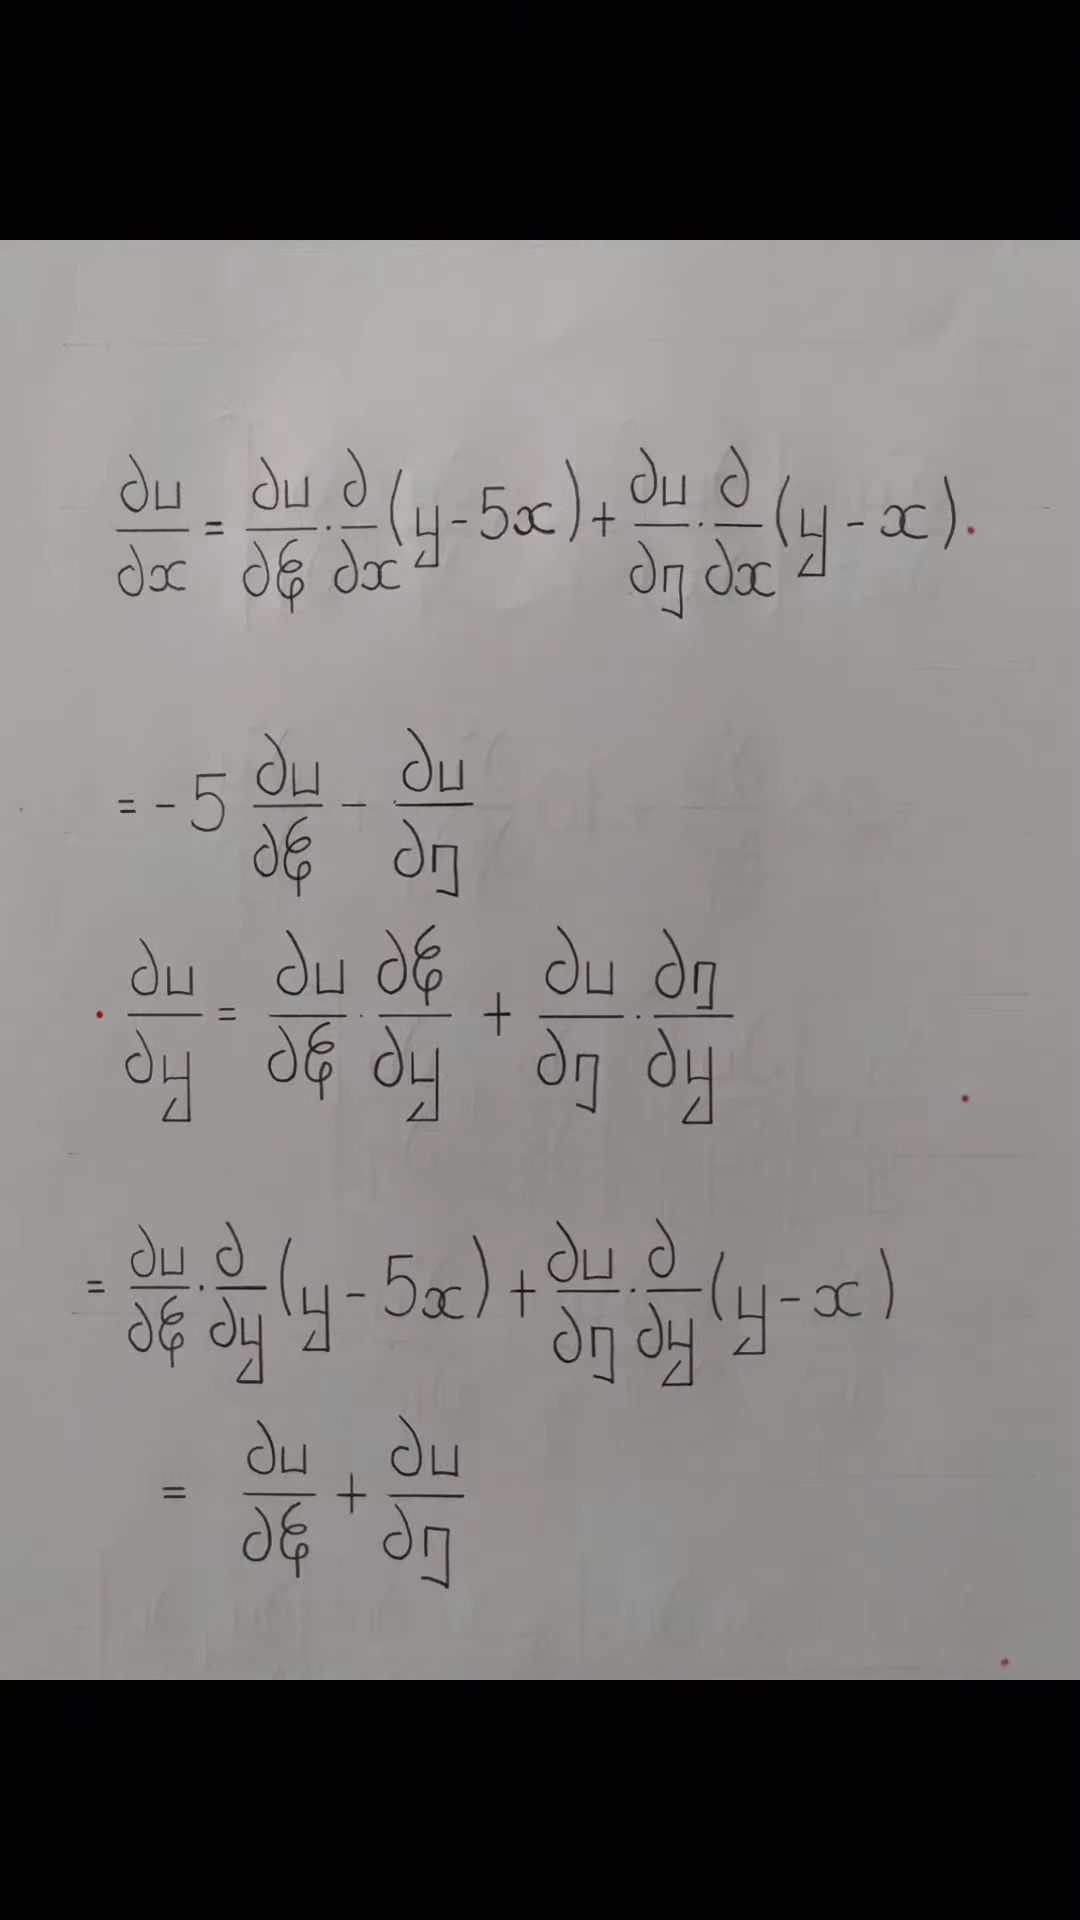 ∂u/∂x = ∂u/∂ξ · ∂/∂x (y - 5x) + ∂u/∂η · ∂/∂x (y - x).
= -5 ∂u/∂ξ - ∂u/∂η
∂u/∂y = ∂u/∂ξ · ∂ξ/∂y + ∂u/∂η · ∂η/∂y
= ∂u/∂ξ · ∂/∂y (y - 5x) + ∂u/∂η · ∂/∂y (y - x)
= ∂u/∂ξ + ∂u/∂η